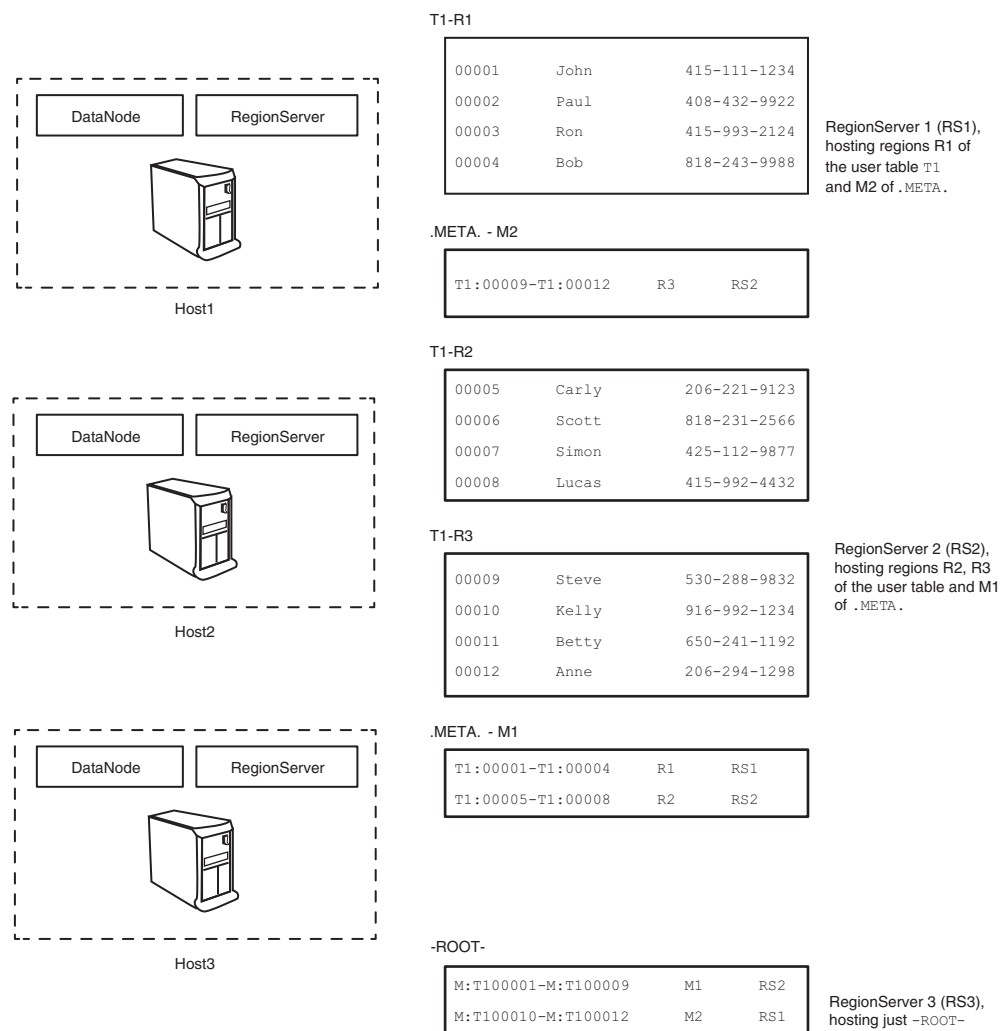 T1-R1
00001 John 415-111-1234
00002 Paul 408-432-9922
00003 Ron 415-993-2124
00004 Bob 818-243-9988
RegionServer 1 (RS1),
hosting regions R1 of
the user table T1
and M2 of .META.
DataNode RegionServer
Host1
.META. - M2
T1:00009-T1:00012 R3 RS2
T1-R2
00005 Carly 206-221-9123
00006 Scott 818-231-2566
00007 Simon 425-112-9877
00008 Lucas 415-992-4432
DataNode RegionServer
Host2
T1-R3
00009 Steve 530-288-9832
00010 Kelly 916-992-1234
00011 Betty 650-241-1192
00012 Anne 206-294-1298
RegionServer 2 (RS2),
hosting regions R2, R3
of the user table and M1
of .META.
.META. - M1
T1:00001-T1:00004 R1 RS1
T1:00005-T1:00008 R2 RS2
DataNode RegionServer
Host3
-ROOT-
M:T100001-M:T100009 M1 RS2
M:T100010-M:T100012 M2 RS1
RegionServer 3 (RS3),
hosting just -ROOT-